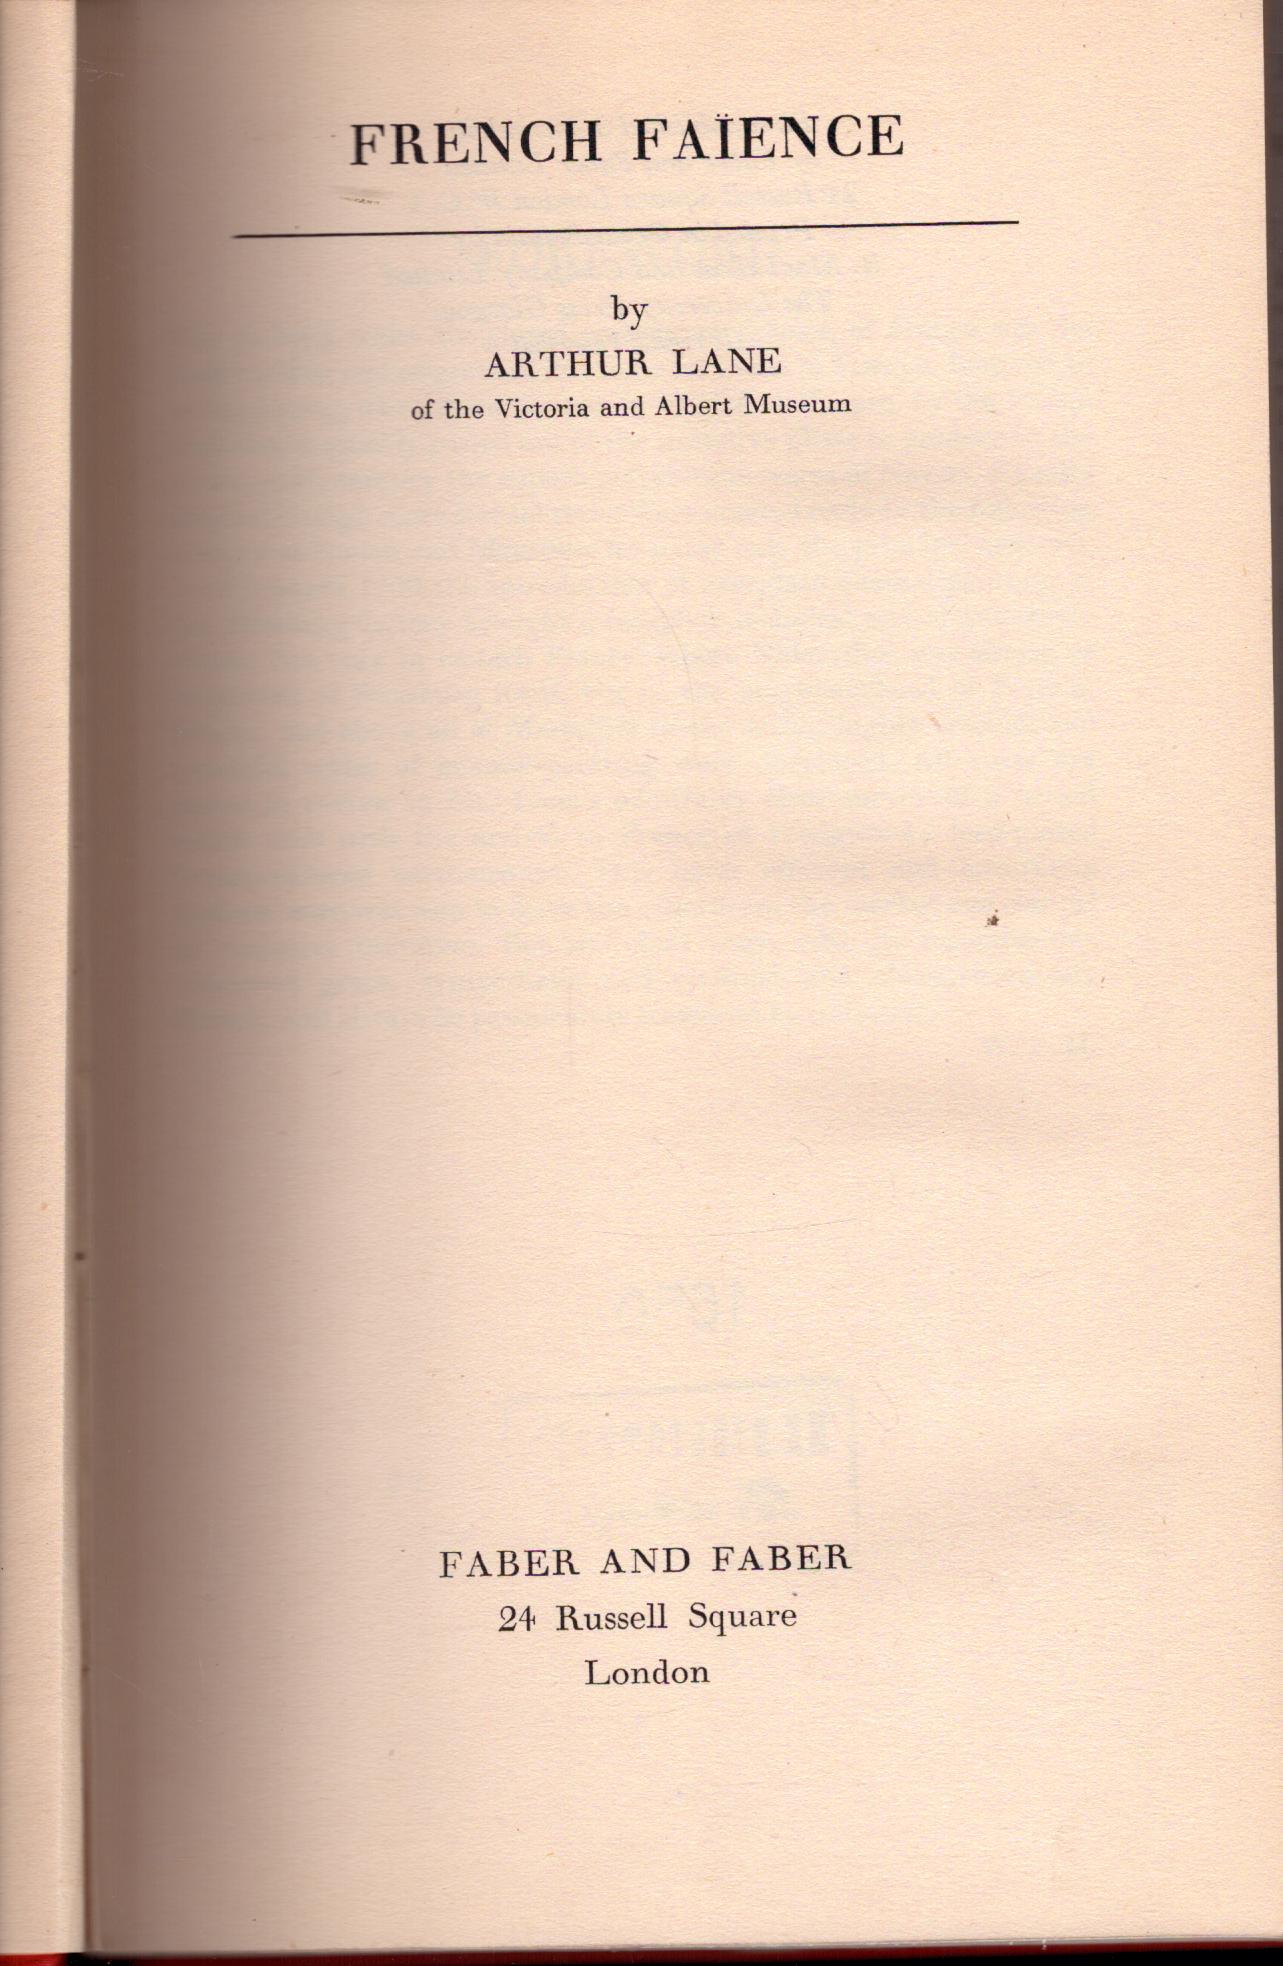 FRENCH FAÏENCE
by
ARTHUR LANE
of the Victoria and Albert Museum
FABER AND FABER
24 Russell Square
London